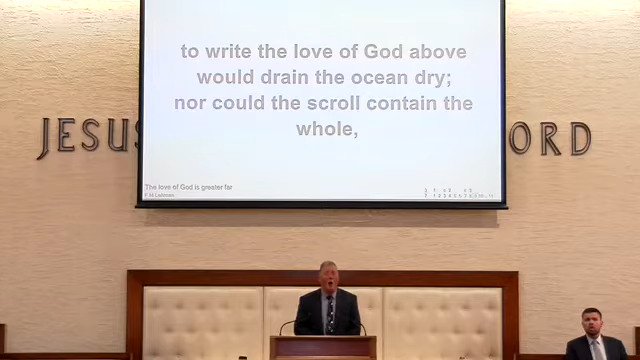 to write the love of God above
would drain the ocean dry;
nor could the scroll contain the
whole,
JESUS
ORD
The love of God is greater far
F M Lehman